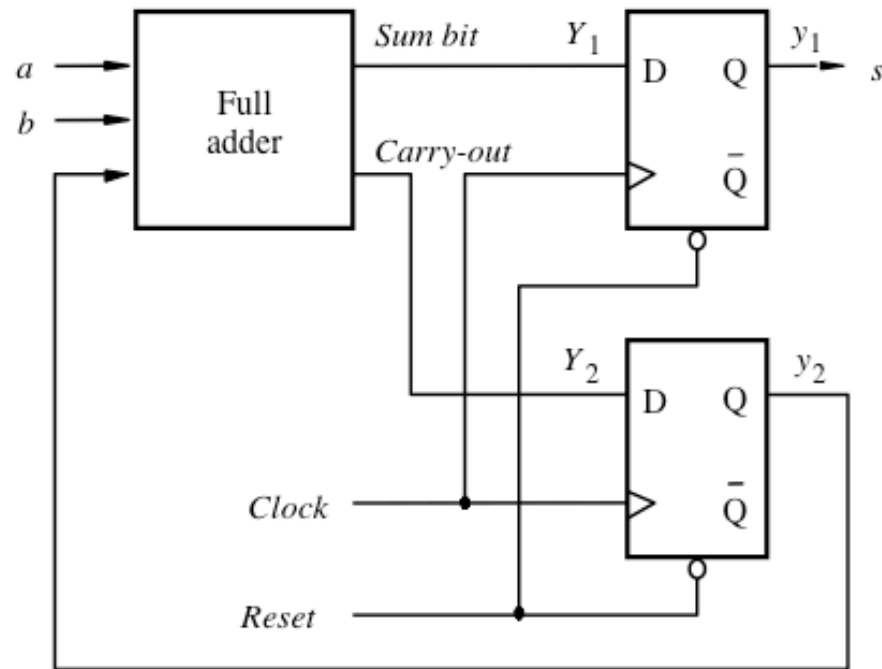 Sum bit Y1 y1
a D Q s
Full
b adder
Carry-out Q̄
Y2 y2
D Q
Clock Q̄
Reset